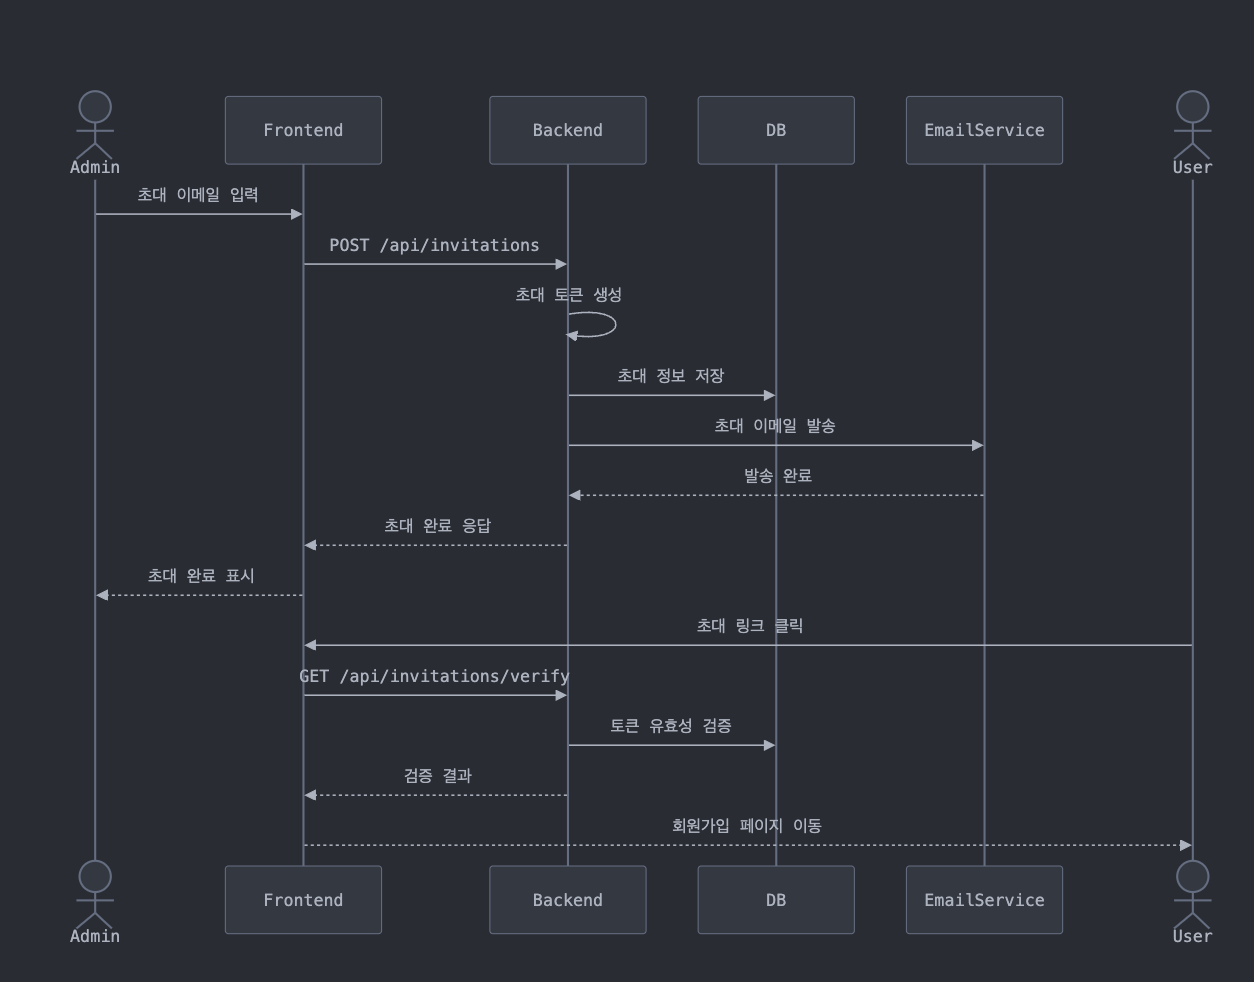 Admin
Frontend
Backend
DB
EmailService
User
초대 이메일 입력
POST /api/invitations
초대 토큰 생성
초대 정보 저장
초대 이메일 발송
발송 완료
초대 완료 응답
초대 완료 표시
초대 링크 클릭
GET /api/invitations/verify
토큰 유효성 검증
검증 결과
회원가입 페이지 이동
Admin
Frontend
Backend
DB
EmailService
User